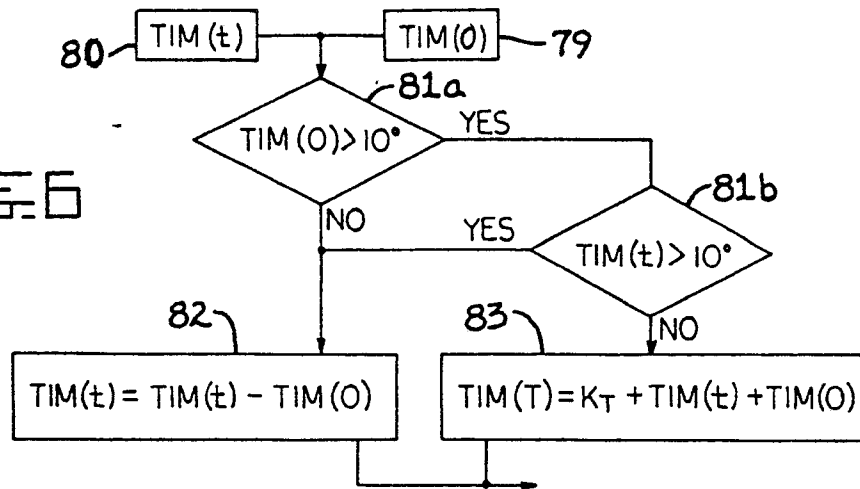 80
TIM(t)
TIM(0)
79
81a
TIM(0)>10°
YES
6
81b
NO
YES
TIM(t)>10°
82
83
NO
TIM(t) = TIM(t) - TIM(0)
TIM(T) = K_T + TIM(t) + TIM(0)